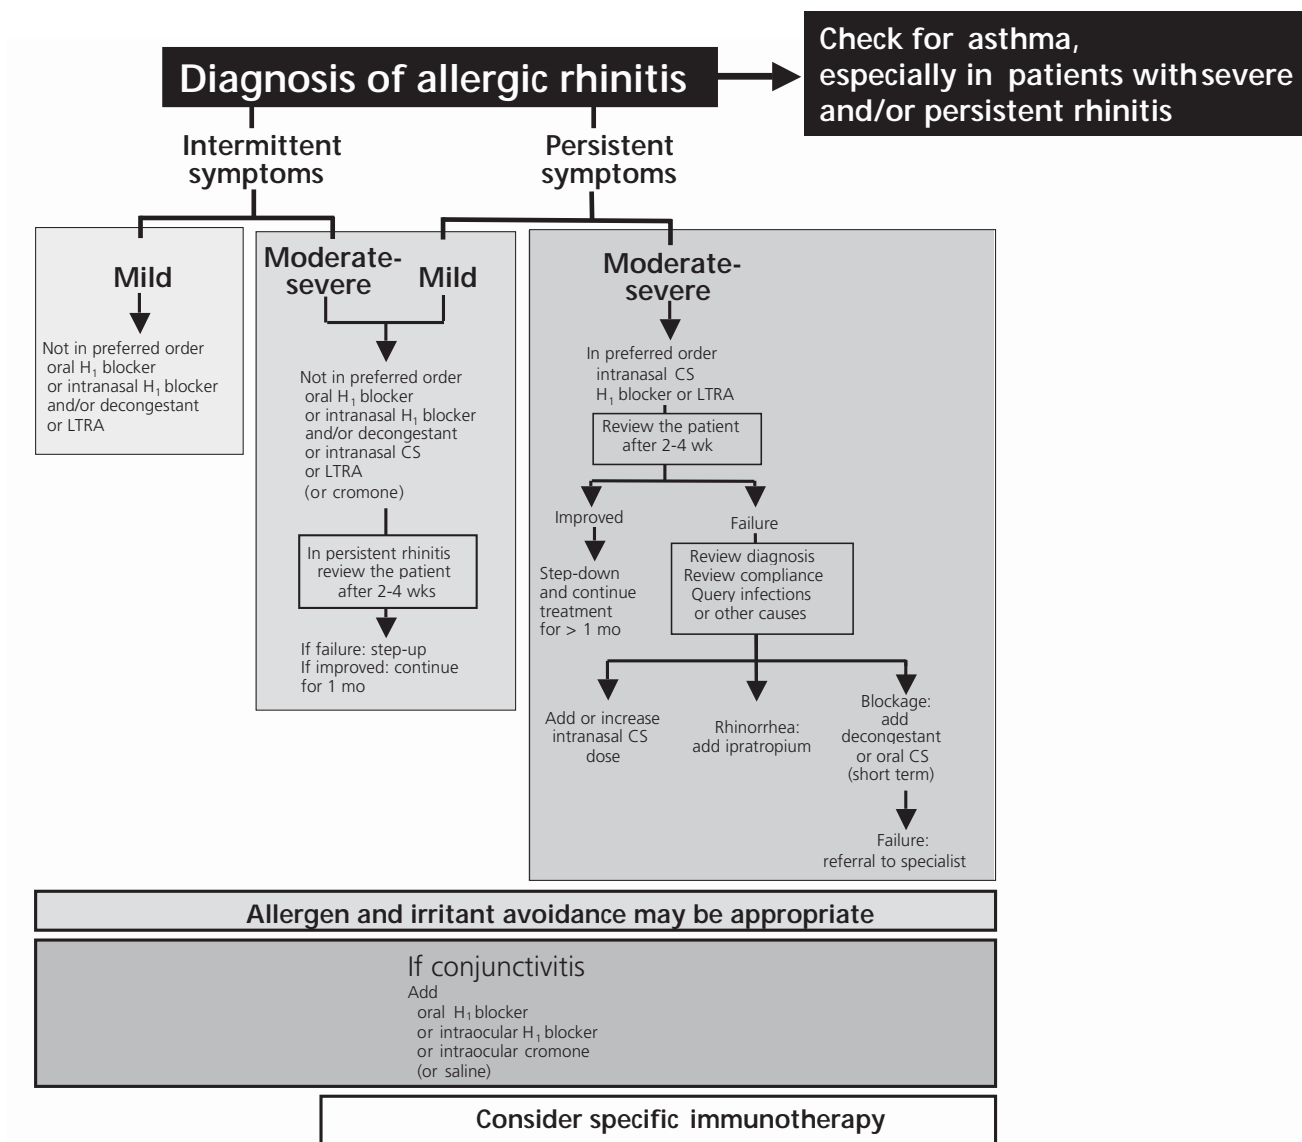 Diagnosis of allergic rhinitis
Check for asthma,
especially in patients with severe
and/or persistent rhinitis
Intermittent
symptoms
Persistent
symptoms
Mild
Not in preferred order
oral H₁ blocker
or intranasal H₁ blocker
and/or decongestant
or LTRA
Moderate-
severe
Mild
Not in preferred order
oral H₁ blocker
or intranasal H₁ blocker
and/or decongestant
or intranasal CS
or LTRA
(or cromone)
In persistent rhinitis
review the patient
after 2-4 wks
If failure: step-up
If improved: continue
for 1 mo
Moderate-
severe
In preferred order
intranasal CS
H₁ blocker or LTRA
Review the patient
after 2-4 wk
Improved
Step-down
and continue
treatment
for > 1 mo
Failure
Review diagnosis
Review compliance
Query infections
or other causes
Add or increase
intranasal CS
dose
Rhinorrhea:
add ipratropium
Blockage:
add
decongestant
or oral CS
(short term)
Failure:
referral to specialist
Allergen and irritant avoidance may be appropriate
If conjunctivitis
Add
oral H₁ blocker
or intraocular H₁ blocker
or intraocular cromone
(or saline)
Consider specific immunotherapy